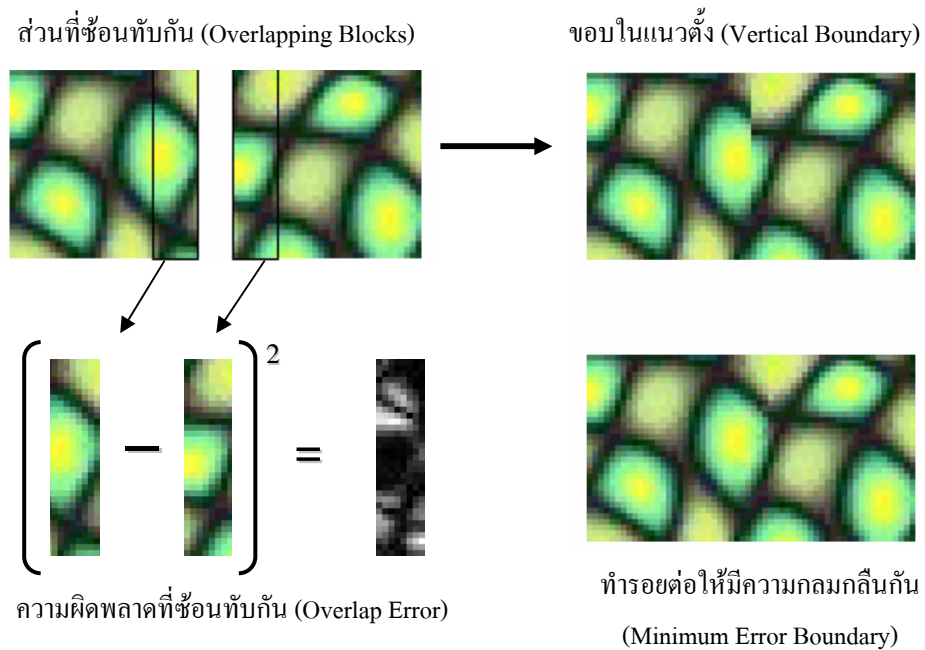 ส่วนที่ซ้อนทับกัน (Overlapping Blocks)
ขอบในแนวตั้ง (Vertical Boundary)
2
ความผิดพลาดที่ซ้อนทับกัน (Overlap Error)
ทำรอยต่อให้มีความกลมกลืนกัน
(Minimum Error Boundary)